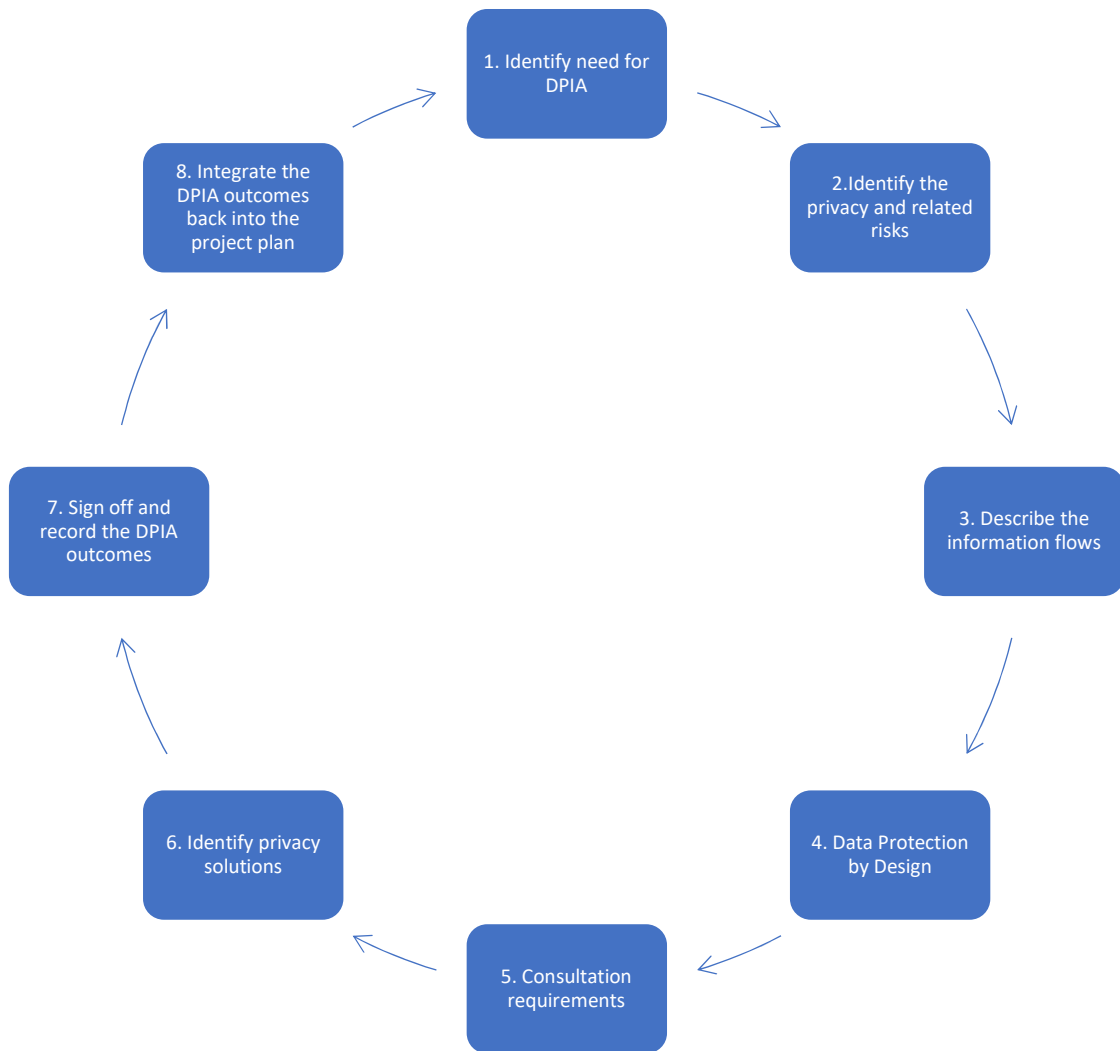 1. Identify need for
DPIA
2.Identify the
privacy and related
risks
3. Describe the
information flows
4. Data Protection
by Design
5. Consultation
requirements
6. Identify privacy
solutions
7. Sign off and
record the DPIA
outcomes
8. Integrate the
DPIA outcomes
back into the
project plan